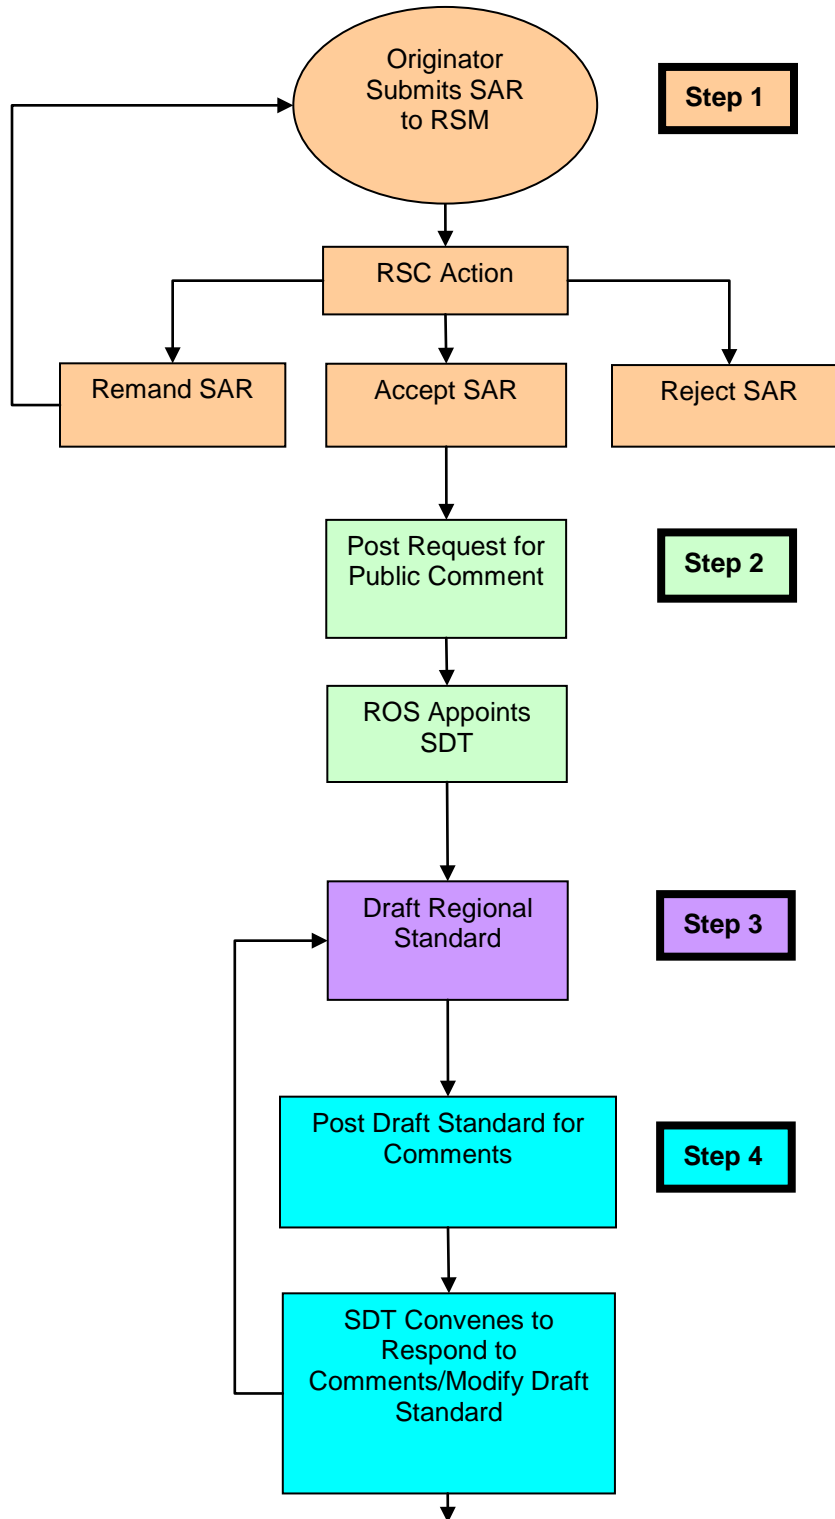 Originator
Submits SAR
to RSM
Step 1
RSC Action
Remand SAR
Accept SAR
Reject SAR
Post Request for
Public Comment
Step 2
ROS Appoints
SDT
Draft Regional
Standard
Step 3
Post Draft Standard for
Comments
Step 4
SDT Convenes to
Respond to
Comments/Modify Draft
Standard